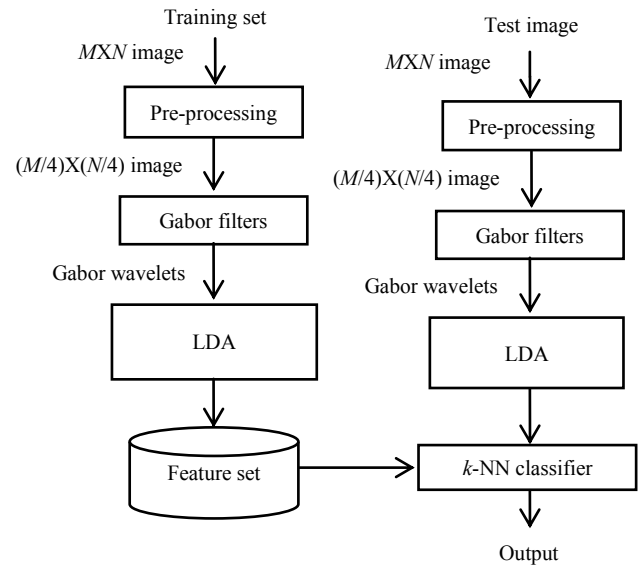 Training set
MXN image
Pre-processing
(M/4)X(N/4) image
Gabor filters
Gabor wavelets
LDA
Feature set
Test image
MXN image
Pre-processing
(M/4)X(N/4) image
Gabor filters
Gabor wavelets
LDA
k-NN classifier
Output